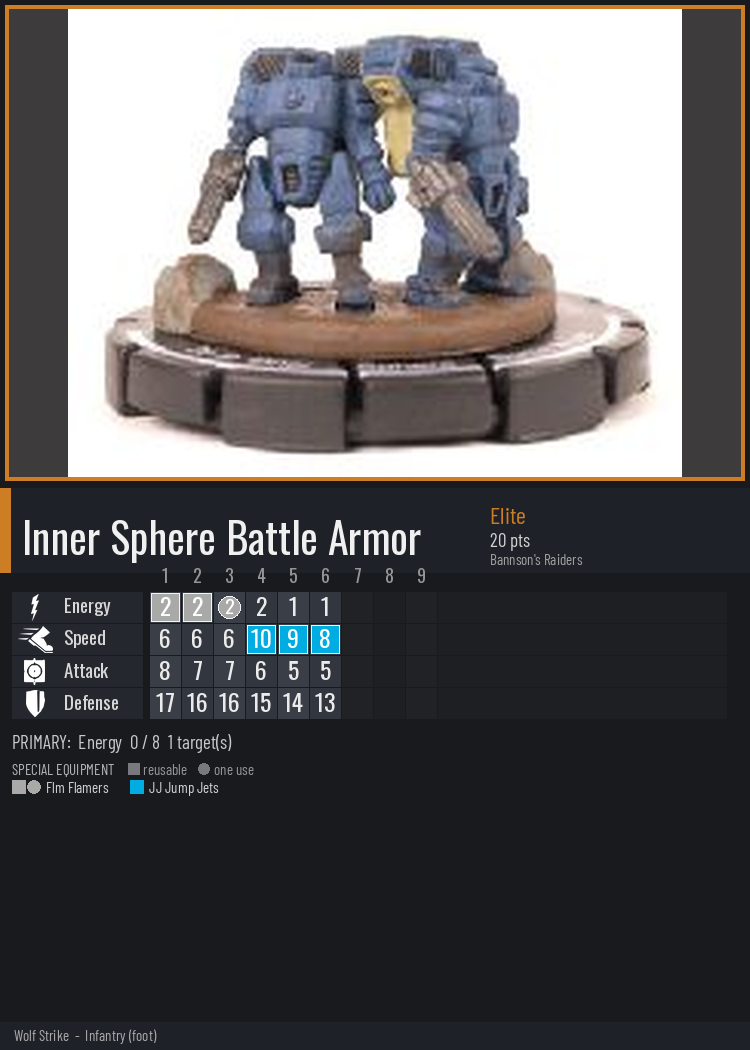 Inner Sphere Battle Armor
Elite
20 pts
Bannson's Raiders
1 2 3 4 5 6 7 8 9
Energy 2 2 2 2 1 1
Speed 6 6 6 10 9 8
Attack 8 7 7 6 5 5
Defense 17 16 16 15 14 13
PRIMARY: Energy 0 / 8 1 target(s)
SPECIAL EQUIPMENT reusable one use
Flm Flamers JJ Jump Jets
Wolf Strike - Infantry (foot)